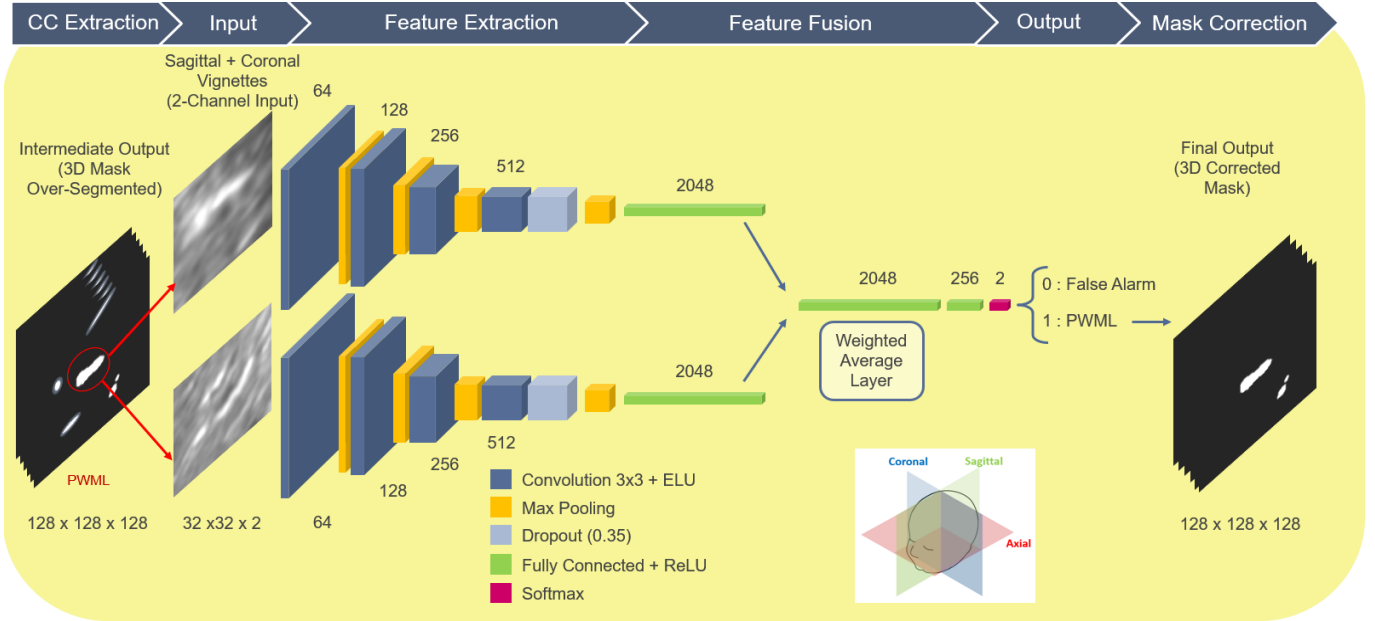 CC Extraction
Input
Feature Extraction
Feature Fusion
Output
Mask Correction
Sagittal + Coronal
Vignettes
(2-Channel Input)
64
128
256
512
2048
Intermediate Output
(3D Mask
Over-Segmented)
PWML
128 x 128 x 128
32 x32 x 2
64
128
256
512
2048
2048
256
2
Weighted
Average
Layer
0 : False Alarm
1 : PWML
Final Output
(3D Corrected
Mask)
128 x 128 x 128
Convolution 3x3 + ELU
Max Pooling
Dropout (0.35)
Fully Connected + ReLU
Softmax
Coronal
Sagittal
Axial